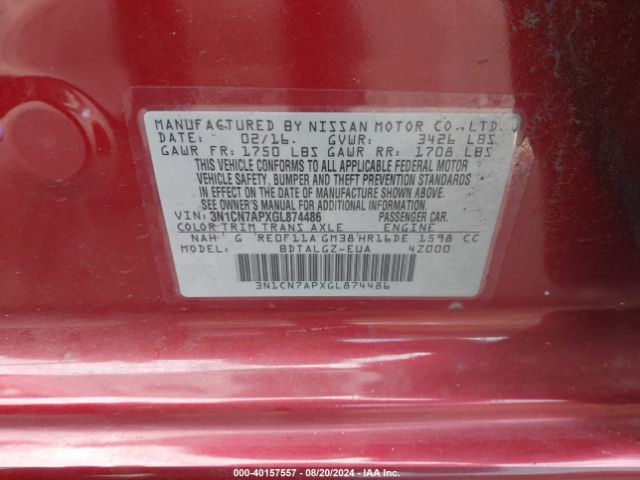 MANUFACTURED BY NISSAN MOTOR CO.,LTD.
DATE: 02/16. GVWR: 3426 LBS
GAWR FR: 1750 LBS GAWR RR: 1708 LBS
THIS VEHICLE CONFORMS TO ALL APPLICABLE FEDERAL MOTOR
VEHICLE SAFETY, BUMPER AND THEFT PREVENTION STANDARDS
IN EFFECT ON THE DATE OF MANUFACTURE SHOWN ABOVE.
SEE OWNER'S MANUAL FOR ADDITIONAL INFORMATION.
VIN: 3N1CN7APXGL874486 PASSENGER CAR.
COLOR TRIM TRANS AXLE ENGINE
NAH G RE0F11A GM38 HR16DE 1598 CC
MODEL: BDTALGZ-EUA 4Z000
3N1CN7APXGL874486
000-40157557 - 08/20/2024 - IAA Inc.